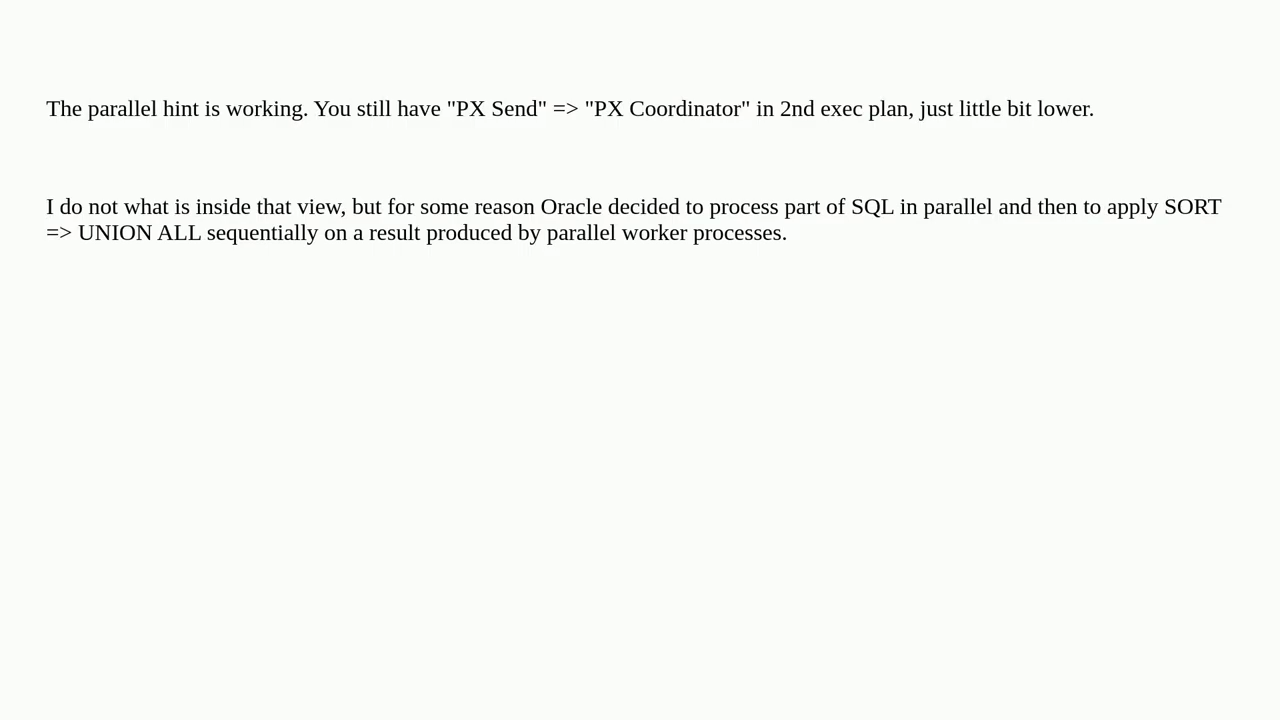 The parallel hint is working. You still have "PX Send" => "PX Coordinator" in 2nd exec plan, just little bit lower.
I do not what is inside that view, but for some reason Oracle decided to process part of SQL in parallel and then to apply SORT
=> UNION ALL sequentially on a result produced by parallel worker processes.